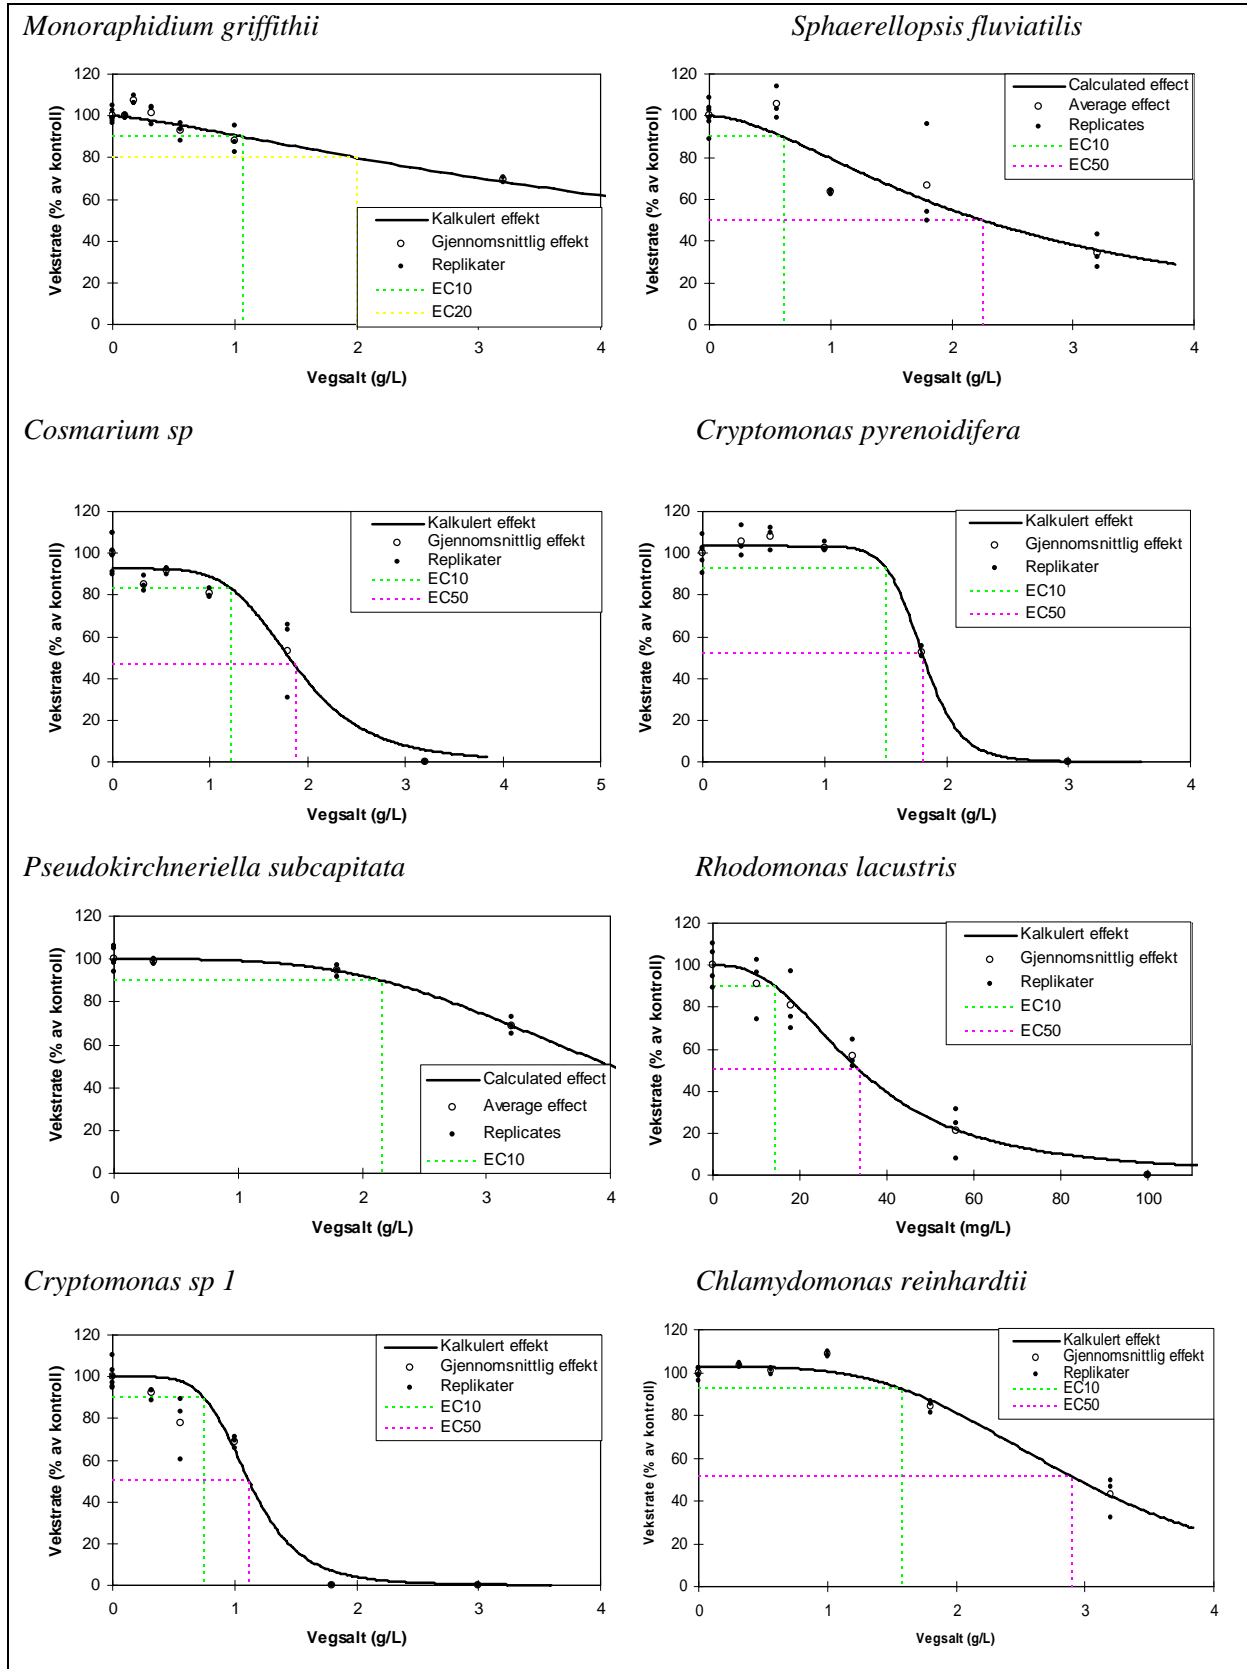 Monoraphidium griffithii
120
100
80
60
40
20
0
Vekstrate (% av kontroll)
Kalkulert effekt
Gjennomsnittlig effekt
Replikater
EC10
EC20
0 1 2 3 4
Vegsalt (g/L)
Sphaerellopsis fluviatilis
120
100
80
60
40
20
0
Vekstrate (% av kontroll)
Calculated effect
Average effect
Replicates
EC10
EC50
0 1 2 3 4
Vegsalt (g/L)
Cosmarium sp
120
100
80
60
40
20
0
Vekstrate (% av kontroll)
Kalkulert effekt
Gjennomsnittlig effekt
Replikater
EC10
EC50
0 1 2 3 4 5
Vegsalt (g/L)
Cryptomonas pyrenoidifera
120
100
80
60
40
20
0
Vekstrate (% av kontroll)
Kalkulert effekt
Gjennomsnittlig effekt
Replikater
EC10
EC50
0 1 2 3 4
Vegsalt (g/L)
Pseudokirchneriella subcapitata
120
100
80
60
40
20
0
Vekstrate (% av kontroll)
Calculated effect
Average effect
Replicates
EC10
0 1 2 3 4
Vegsalt (g/L)
Rhodomonas lacustris
120
100
80
60
40
20
0
Vekstrate (% av kontroll)
Kalkulert effekt
Gjennomsnittlig effekt
Replikater
EC10
EC50
0 20 40 60 80 100
Vegsalt (mg/L)
Cryptomonas sp 1
120
100
80
60
40
20
0
Vekstrate (% av kontroll)
Kalkulert effekt
Gjennomsnittlig effekt
Replikater
EC10
EC50
0 1 2 3 4
Vegsalt (g/L)
Chlamydomonas reinhardtii
120
100
80
60
40
20
0
Vekstrate (% av kontroll)
Kalkulert effekt
Gjennomsnittlig effekt
Replikater
EC10
EC50
0 1 2 3 4
Vegsalt (g/L)